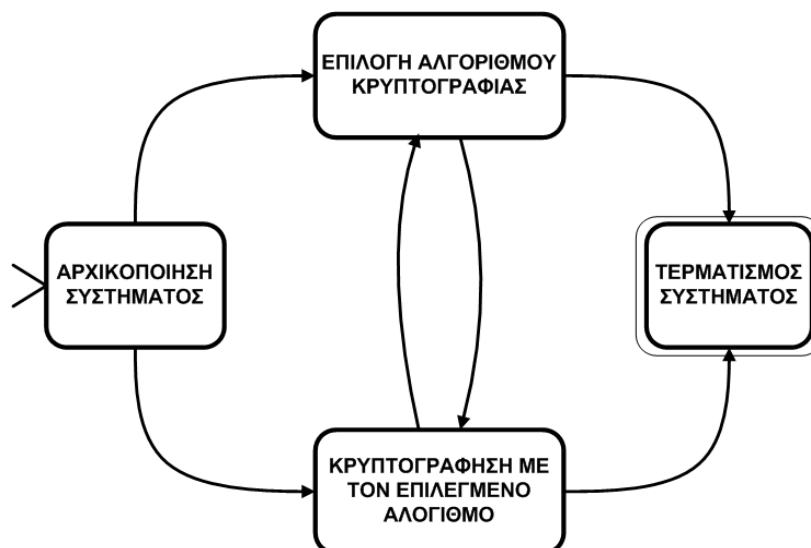 ΕΠΙΛΟΓΗ ΑΛΓΟΡΙΘΜΟΥ
ΚΡΥΠΤΟΓΡΑΦΙΑΣ
ΑΡΧΙΚΟΠΟΙΗΣΗ
ΣΥΣΤΗΜΑΤΟΣ
ΤΕΡΜΑΤΙΣΜΟΣ
ΣΥΣΤΗΜΑΤΟΣ
ΚΡΥΠΤΟΓΡΑΦΗΣΗ ΜΕ
ΤΟΝ ΕΠΙΛΕΓΜΕΝΟ
ΑΛΟΓΙΘΜΟ